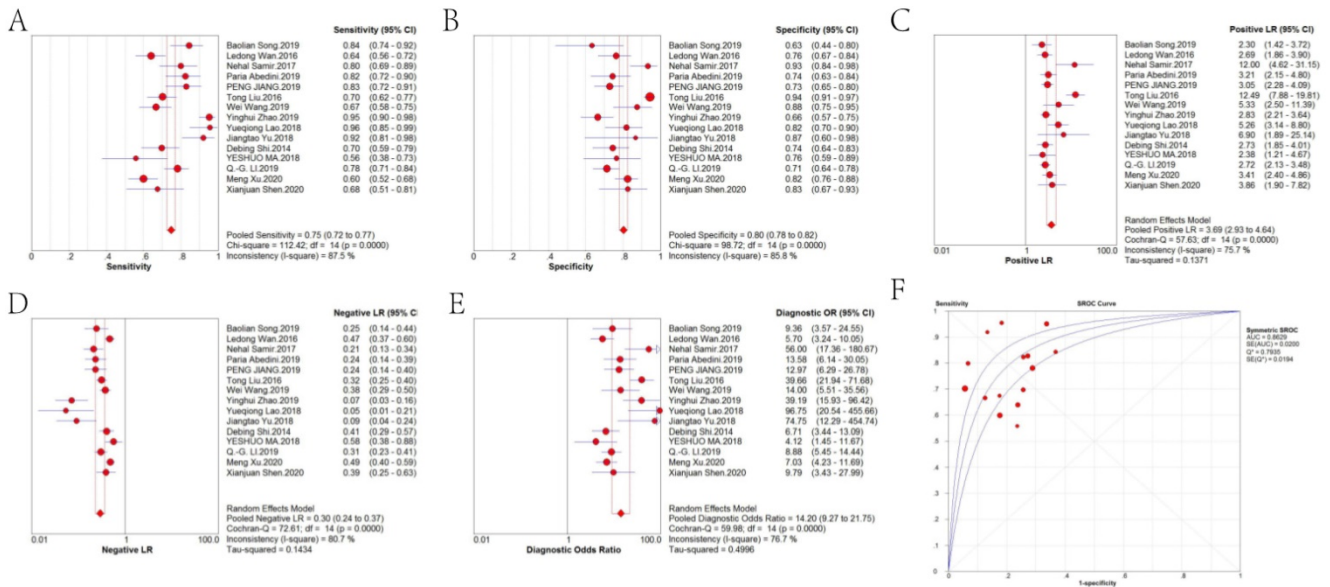 A
Sensitivity (95% CI)
Baolian Song.2019 0.84 (0.74 - 0.92)
Ledong Wan.2016 0.64 (0.56 - 0.72)
Nehal Samir.2017 0.80 (0.69 - 0.89)
Paria Abedini.2019 0.82 (0.72 - 0.90)
PENG JIANG.2019 0.83 (0.72 - 0.91)
Tong Liu.2016 0.70 (0.62 - 0.77)
Wei Wang.2019 0.67 (0.58 - 0.75)
Yinghui Zhao.2019 0.95 (0.90 - 0.98)
Yueqiong Lao.2018 0.96 (0.85 - 0.99)
Jiangtao Yu.2018 0.92 (0.81 - 0.98)
Debing Shi.2014 0.70 (0.59 - 0.79)
YESHUO MA.2018 0.56 (0.38 - 0.73)
Q.-G. LI.2019 0.78 (0.71 - 0.84)
Meng Xu.2020 0.60 (0.52 - 0.68)
Xianjuan Shen.2020 0.68 (0.51 - 0.81)
Pooled Sensitivity = 0.75 (0.72 to 0.77)
Chi-square = 112.42; df = 14 (p = 0.0000)
Inconsistency (I-square) = 87.5 %
0 .2 .4 .6 .8 1
Sensitivity
B
Specificity (95% CI)
Baolian Song.2019 0.63 (0.44 - 0.80)
Ledong Wan.2016 0.76 (0.67 - 0.84)
Nehal Samir.2017 0.93 (0.84 - 0.98)
Paria Abedini.2019 0.74 (0.63 - 0.84)
PENG JIANG.2019 0.73 (0.65 - 0.80)
Tong Liu.2016 0.94 (0.91 - 0.97)
Wei Wang.2019 0.88 (0.75 - 0.95)
Yinghui Zhao.2019 0.66 (0.57 - 0.75)
Yueqiong Lao.2018 0.82 (0.70 - 0.90)
Jiangtao Yu.2018 0.87 (0.60 - 0.98)
Debing Shi.2014 0.74 (0.64 - 0.83)
YESHUO MA.2018 0.76 (0.59 - 0.89)
Q.-G. LI.2019 0.71 (0.64 - 0.78)
Meng Xu.2020 0.82 (0.76 - 0.88)
Xianjuan Shen.2020 0.83 (0.67 - 0.93)
Pooled Specificity = 0.80 (0.78 to 0.82)
Chi-square = 98.72; df = 14 (p = 0.0000)
Inconsistency (I-square) = 85.8 %
0 .2 .4 .6 .8 1
Specificity
C
Positive LR (95% CI)
Baolian Song.2019 2.30 (1.42 - 3.72)
Ledong Wan.2016 2.69 (1.86 - 3.90)
Nehal Samir.2017 12.00 (4.62 - 31.15)
Paria Abedini.2019 3.21 (2.15 - 4.80)
PENG JIANG.2019 3.05 (2.28 - 4.09)
Tong Liu.2016 12.49 (7.88 - 19.81)
Wei Wang.2019 5.33 (2.50 - 11.39)
Yinghui Zhao.2019 2.83 (2.21 - 3.64)
Yueqiong Lao.2018 5.26 (3.14 - 8.80)
Jiangtao Yu.2018 6.90 (1.89 - 25.14)
Debing Shi.2014 2.73 (1.85 - 4.01)
YESHUO MA.2018 2.38 (1.21 - 4.67)
Q.-G. LI.2019 2.72 (2.13 - 3.48)
Meng Xu.2020 3.41 (2.40 - 4.86)
Xianjuan Shen.2020 3.86 (1.90 - 7.82)
Random Effects Model
Pooled Positive LR = 3.69 (2.93 to 4.64)
Cochran-Q = 57.63; df = 14 (p = 0.0000)
Inconsistency (I-square) = 75.7 %
Tau-squared = 0.1371
0.01 1 100.0
Positive LR
D
Negative LR (95% CI)
Baolian Song.2019 0.25 (0.14 - 0.44)
Ledong Wan.2016 0.47 (0.37 - 0.60)
Nehal Samir.2017 0.21 (0.13 - 0.34)
Paria Abedini.2019 0.24 (0.14 - 0.39)
PENG JIANG.2019 0.24 (0.14 - 0.40)
Tong Liu.2016 0.32 (0.25 - 0.40)
Wei Wang.2019 0.38 (0.29 - 0.50)
Yinghui Zhao.2019 0.07 (0.03 - 0.16)
Yueqiong Lao.2018 0.05 (0.01 - 0.21)
Jiangtao Yu.2018 0.09 (0.04 - 0.24)
Debing Shi.2014 0.41 (0.29 - 0.57)
YESHUO MA.2018 0.58 (0.38 - 0.88)
Q.-G. LI.2019 0.31 (0.23 - 0.41)
Meng Xu.2020 0.49 (0.40 - 0.59)
Xianjuan Shen.2020 0.39 (0.25 - 0.63)
Random Effects Model
Pooled Negative LR = 0.30 (0.24 to 0.37)
Cochran-Q = 72.61; df = 14 (p = 0.0000)
Inconsistency (I-square) = 80.7 %
Tau-squared = 0.1434
0.01 1 100.0
Negative LR
E
Diagnostic OR (95% CI)
Baolian Song.2019 9.36 (3.57 - 24.55)
Ledong Wan.2016 5.70 (3.24 - 10.05)
Nehal Samir.2017 56.00 (17.36 - 180.67)
Paria Abedini.2019 13.58 (6.14 - 30.05)
PENG JIANG.2019 12.97 (6.29 - 26.78)
Tong Liu.2016 39.66 (21.94 - 71.68)
Wei Wang.2019 14.00 (5.51 - 35.56)
Yinghui Zhao.2019 39.19 (15.93 - 96.42)
Yueqiong Lao.2018 96.75 (20.54 - 455.66)
Jiangtao Yu.2018 74.75 (12.29 - 454.74)
Debing Shi.2014 6.71 (3.44 - 13.09)
YESHUO MA.2018 4.12 (1.45 - 11.67)
Q.-G. LI.2019 8.88 (5.45 - 14.44)
Meng Xu.2020 7.03 (4.23 - 11.69)
Xianjuan Shen.2020 9.79 (3.43 - 27.99)
Random Effects Model
Pooled Diagnostic Odds Ratio = 14.20 (9.27 to 21.75)
Cochran-Q = 59.98; df = 14 (p = 0.0000)
Inconsistency (I-square) = 76.7 %
Tau-squared = 0.4996
0.01 1 100.0
Diagnostic Odds Ratio
F
Sensitivity
SROC Curve
1
.9
.8
.7
.6
.5
.4
.3
.2
.1
0
0 .2 .4 .6 .8 1
1-specificity
Symmetric SROC
AUC = 0.8629
SE(AUC) = 0.0200
Q* = 0.7935
SE(Q*) = 0.0194